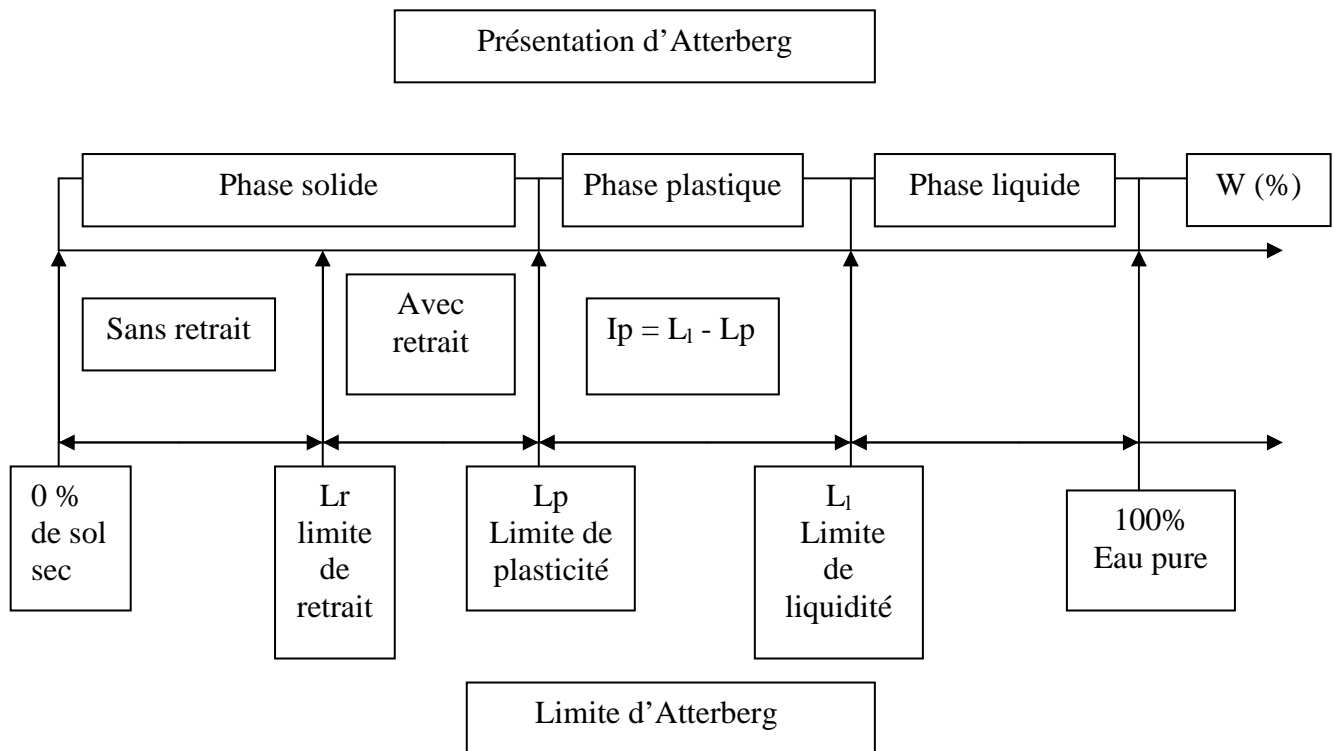 Présentation d’Atterberg
Phase solide
Phase plastique
Phase liquide
W (%)
Sans retrait
Avec
retrait
Ip = Lₗ - Lp
0 %
de sol
sec
Lr
limite
de
retrait
Lp
Limite de
plasticité
Lₗ
Limite
de
liquidité
100%
Eau pure
Limite d’Atterberg